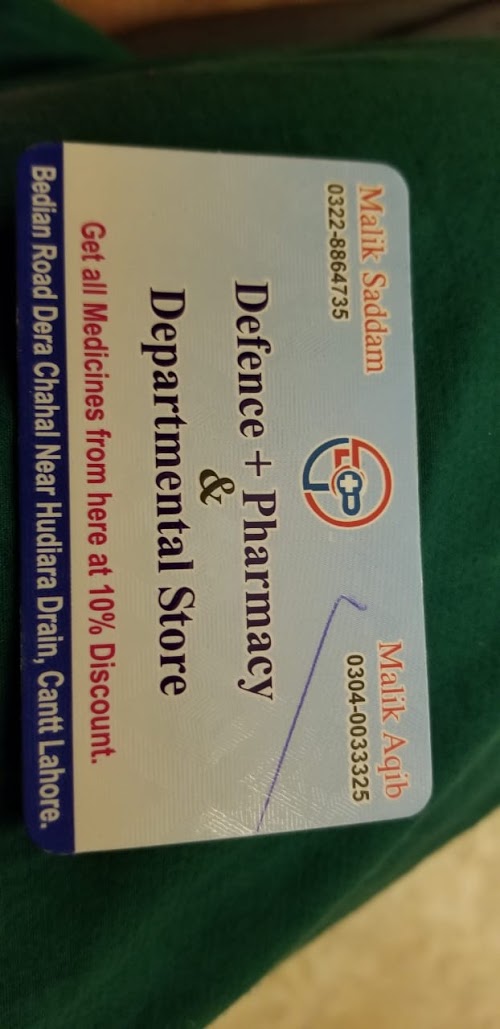 Malik Saddam
0322-8864735
Malik Aqib
0304-0033325
Defence + Pharmacy
&
Departmental Store
Get all Medicines from here at 10% Discount.
Bedian Road Dera Chahal Near Hudiara Drain, Cantt Lahore.